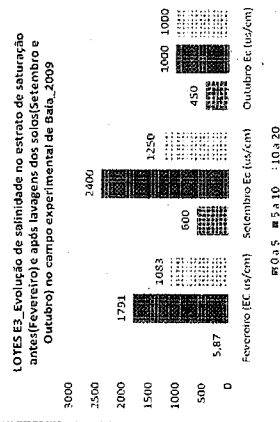 LOTES E3_Evolução de salinidade no estrato de saturação
antes(Fevereiro) e após lavagens dos solos(Setembro e
Outubro) no campo experimental de Baia_2009
3000
2500
2000
1500
1000
500
0
5,87
1791
1083
600
2400
1250
450
1000
1000
Fevereiro (EC us/cm)
Setembro Ec (us/cm)
Outubro Ec (us/cm)
0 a 5
5 a 10
10 a 20